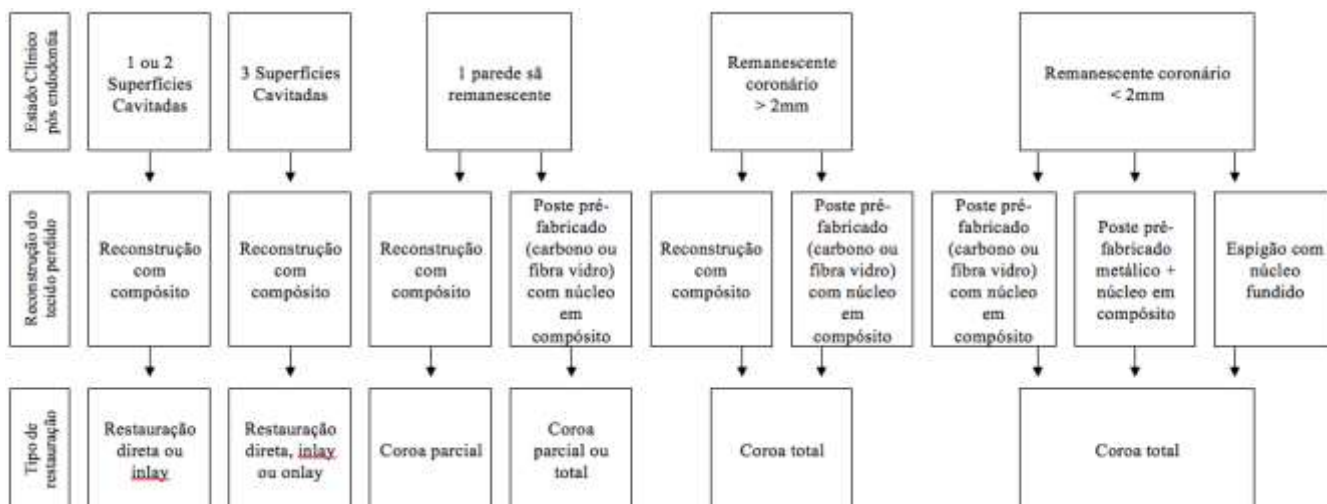 Estado Clínico
pós endodontia
1 ou 2
Superfícies
Cavitadas
3 Superfícies
Cavitadas
1 parede sã
remanescente
Remanescente
coronário
> 2mm
Remanescente coronário
< 2mm
Reconstrução do
tecido perdido
Reconstrução
com
compósito
Reconstrução
com
compósito
Reconstrução
com
compósito
Poste pré-
fabricado
(carbono ou
fibra vidro)
com núcleo
em
compósito
Reconstrução
com
compósito
Poste pré-
fabricado
(carbono ou
fibra vidro)
com núcleo
em
compósito
Poste pré-
fabricado
(carbono ou
fibra vidro)
com núcleo
em
compósito
Poste pré-
fabricado
metálico +
núcleo em
compósito
Espigão com
núcleo
fundido
Tipo de
restauração
Restauração
direta ou
inlay
Restauração
direta, inlay
ou onlay
Coroa parcial
Coroa
parcial ou
total
Coroa total
Coroa total